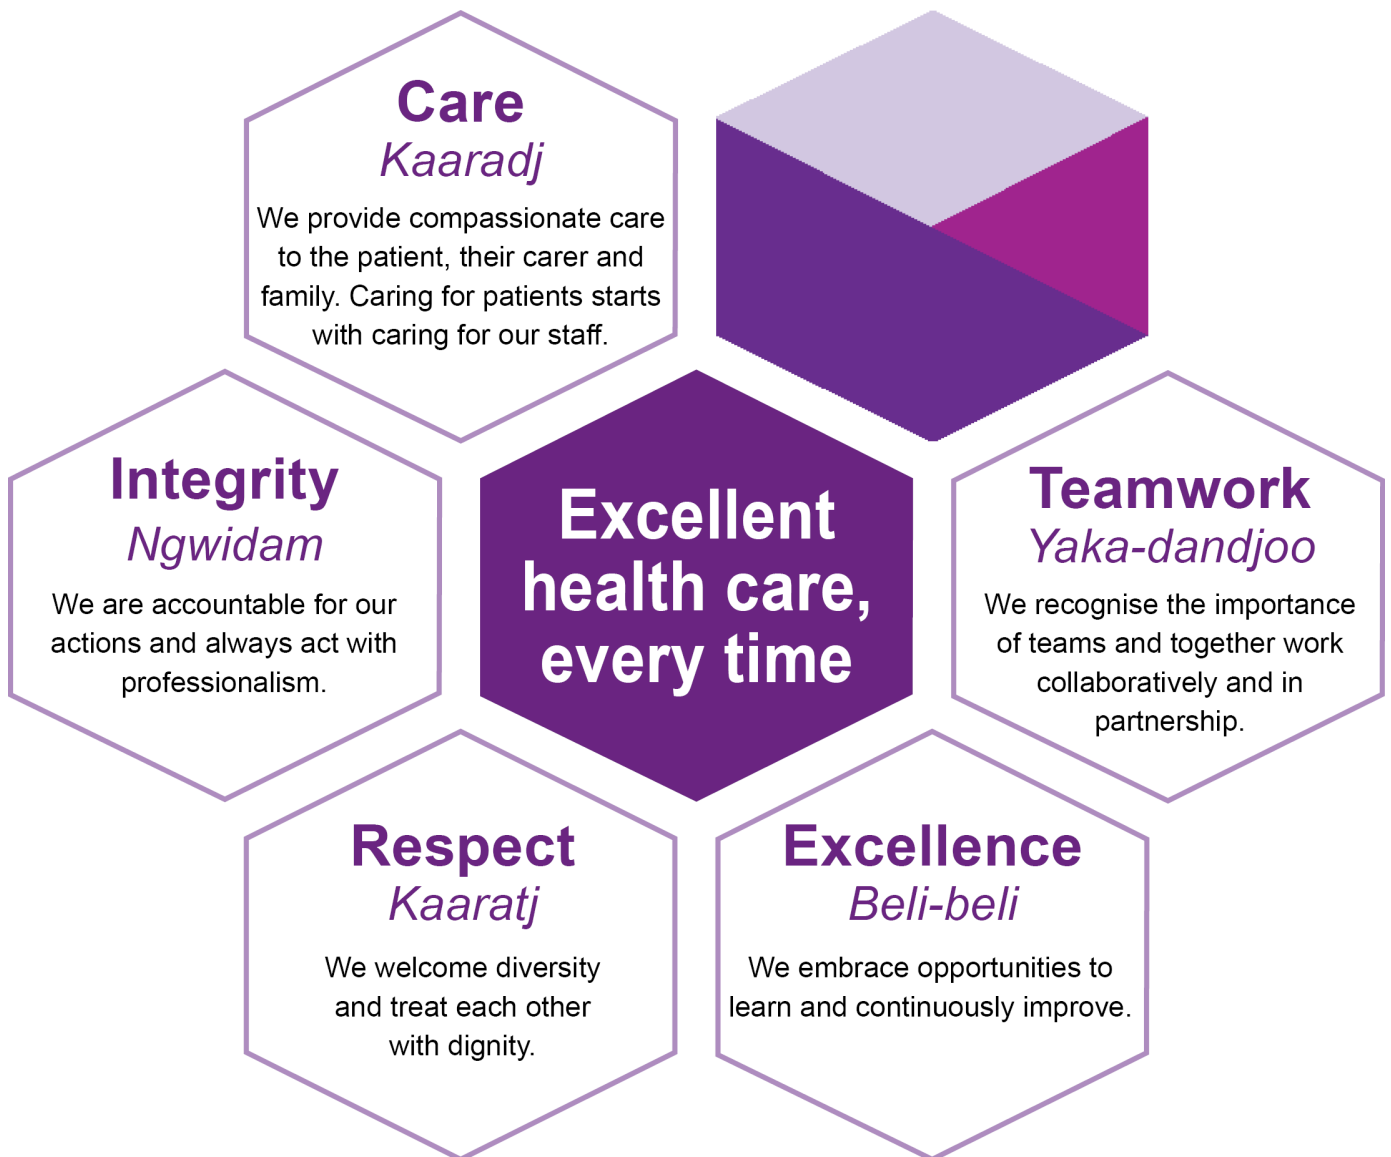 Care
Kaaradj
We provide compassionate care
to the patient, their carer and
family. Caring for patients starts
with caring for our staff.
Integrity
Ngwidam
We are accountable for our
actions and always act with
professionalism.
Excellent
health care,
every time
Teamwork
Yaka-dandjoo
We recognise the importance
of teams and together work
collaboratively and in
partnership.
Respect
Kaaratj
We welcome diversity
and treat each other
with dignity.
Excellence
Beli-beli
We embrace opportunities to
learn and continuously improve.